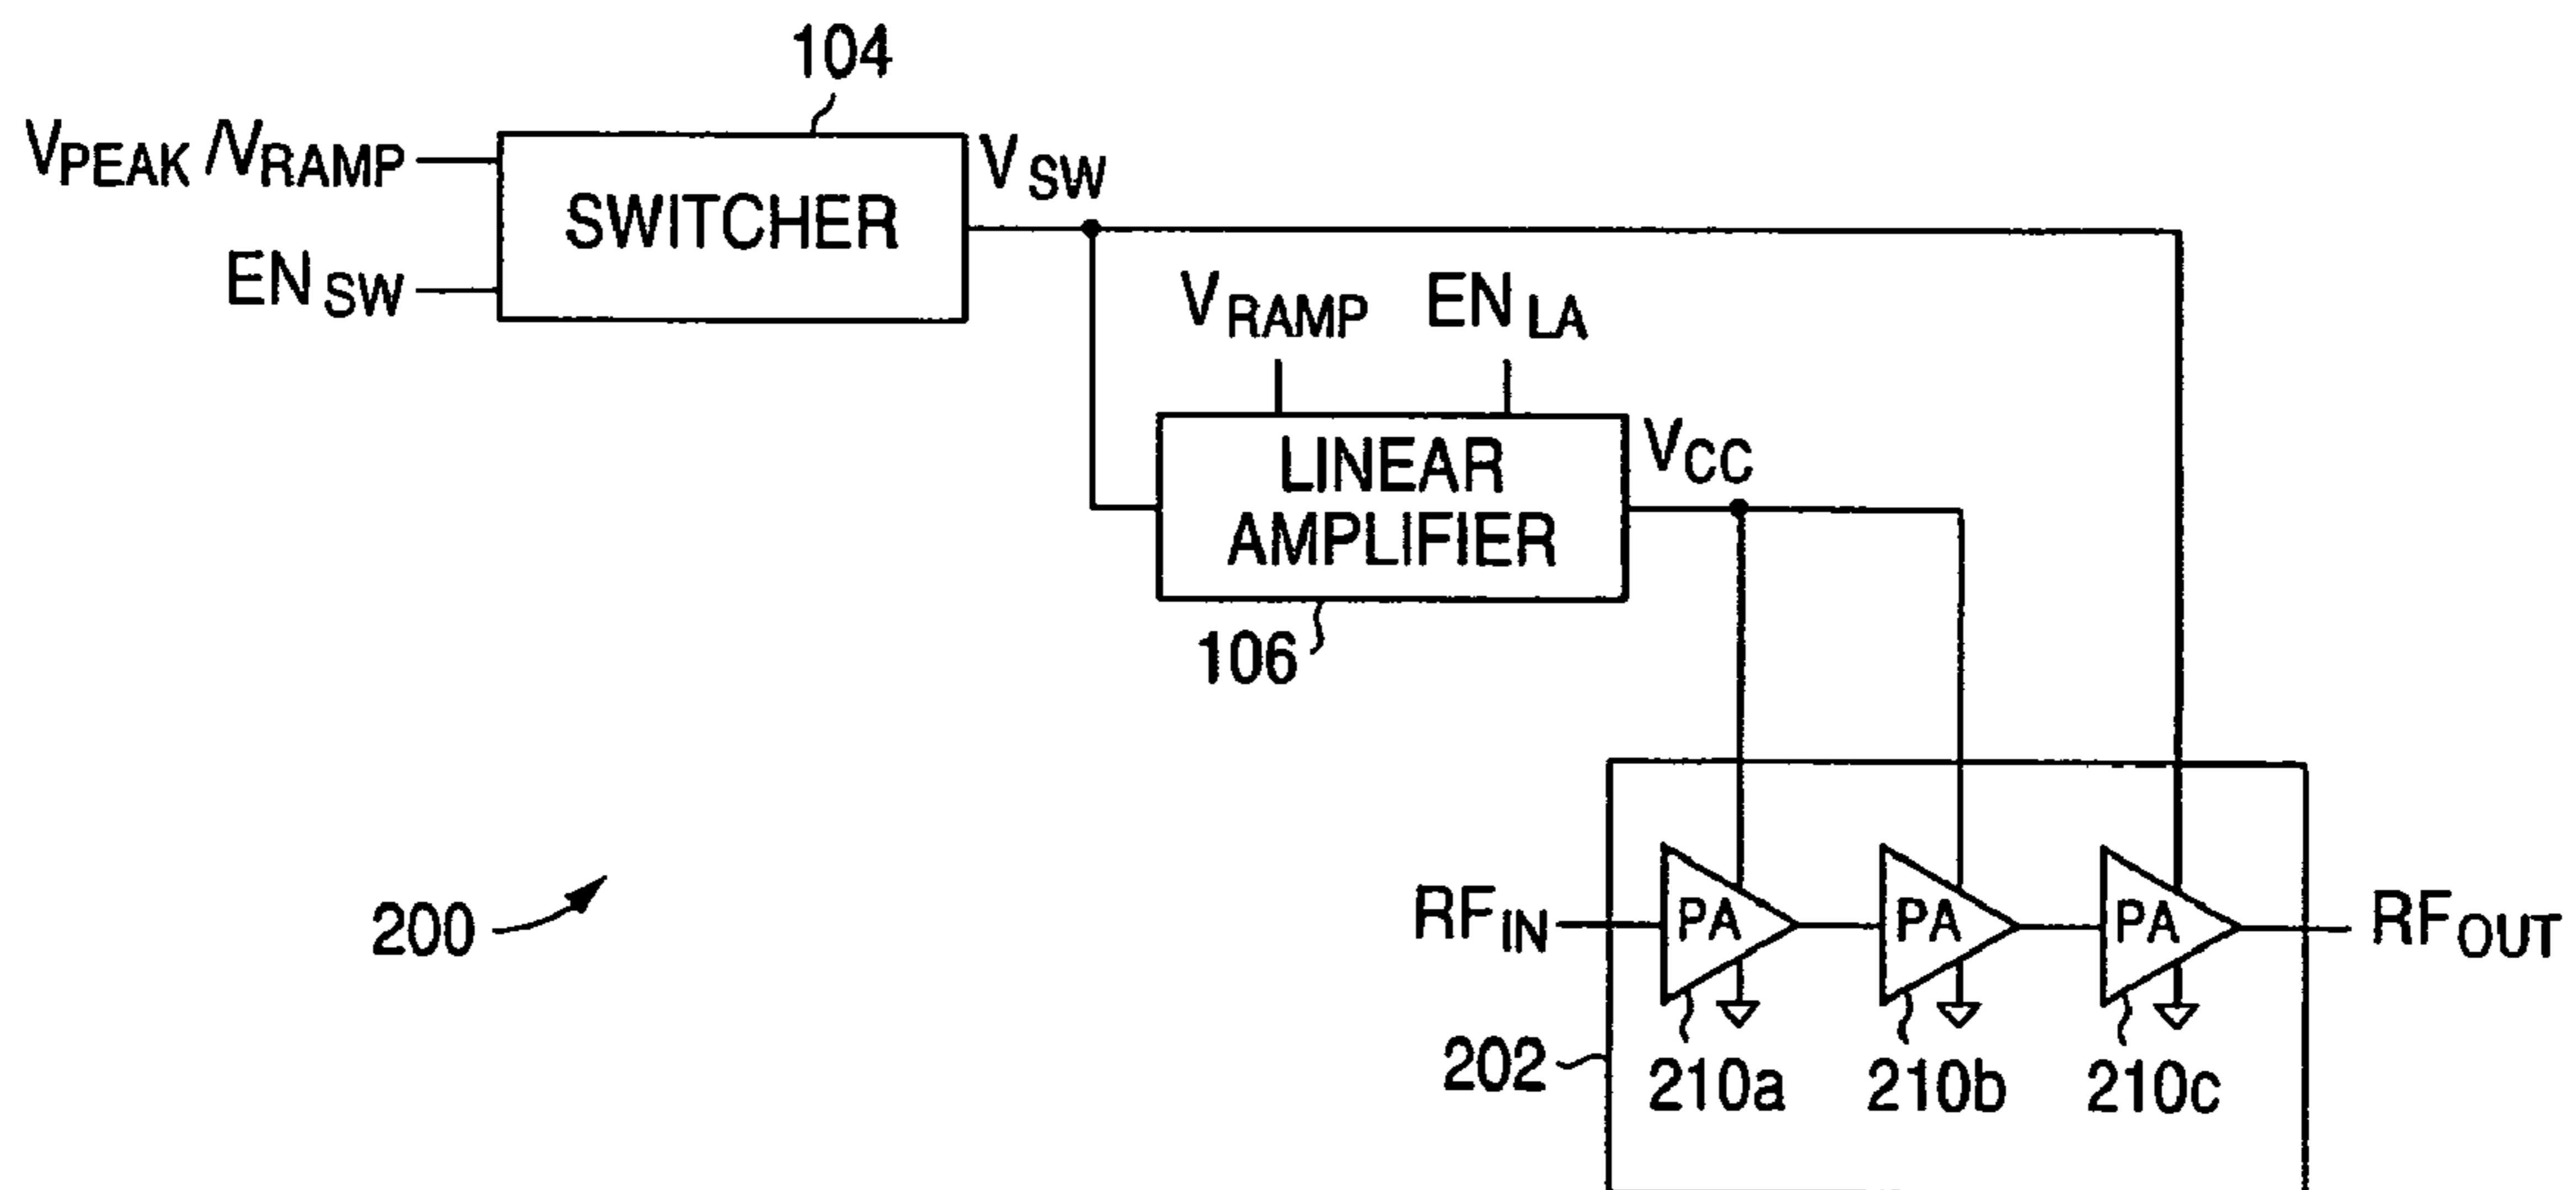 104
VPEAK /VRAMP
VSW
SWITCHER
ENSW
VRAMP
ENLA
VCC
LINEAR
AMPLIFIER
106
RFIN
PA
PA
PA
RFOUT
200
202
210a
210b
210c